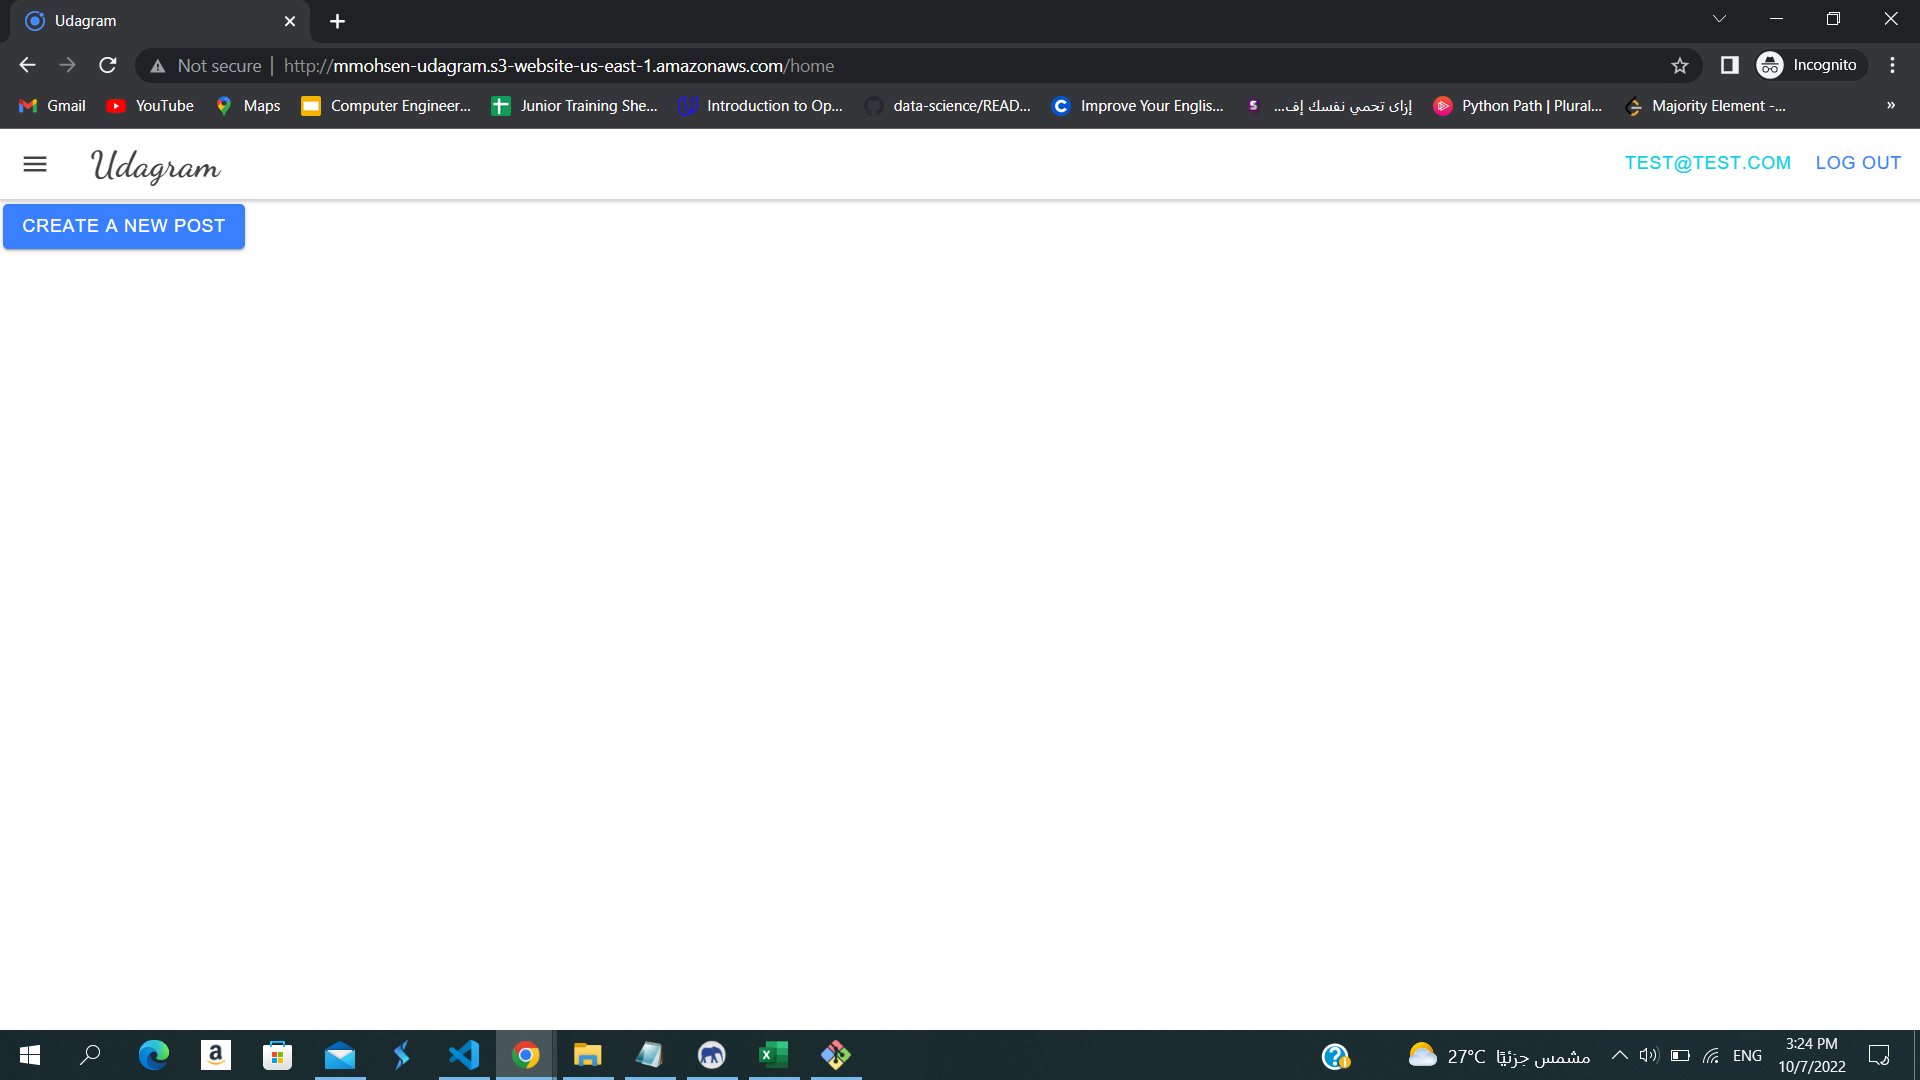 Udagram
Not secure | http://mmohsen-udagram.s3-website-us-east-1.amazonaws.com/home
Incognito
Gmail YouTube Maps Computer Engineer... Junior Training She... Introduction to Op... data-science/READ... Improve Your Englis... إزاى تحمي نفسك إف... Python Path | Plural... Majority Element -... »
Udagram TEST@TEST.COM LOG OUT
CREATE A NEW POST
27°C مشمس جزئيًا ENG 3:24 PM
10/7/2022